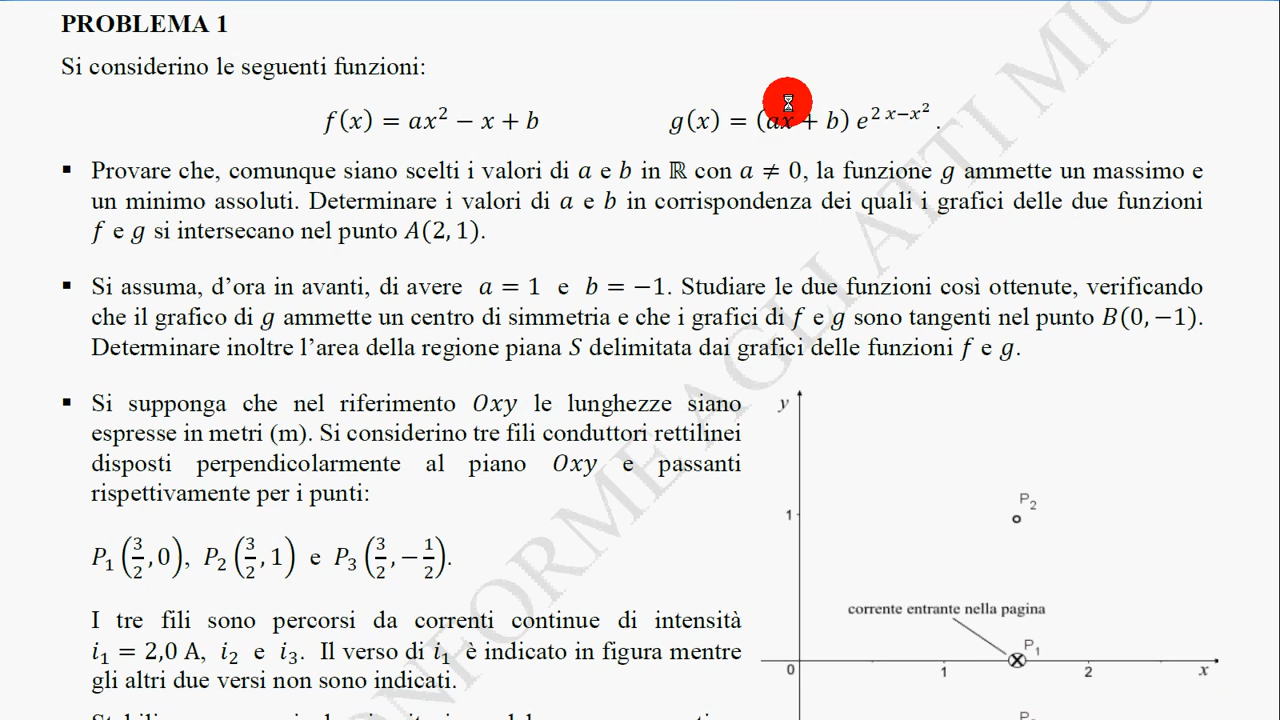 PROBLEMA 1
Si considerino le seguenti funzioni:
f(x) = ax² − x + b g(x) = (ax + b) e^{2x−x²}.
▪ Provare che, comunque siano scelti i valori di a e b in ℝ con a ≠ 0, la funzione g ammette un massimo e
un minimo assoluti. Determinare i valori di a e b in corrispondenza dei quali i grafici delle due funzioni
f e g si intersecano nel punto A(2, 1).
▪ Si assuma, d'ora in avanti, di avere a = 1 e b = −1. Studiare le due funzioni così ottenute, verificando
che il grafico di g ammette un centro di simmetria e che i grafici di f e g sono tangenti nel punto B(0, −1).
Determinare inoltre l'area della regione piana S delimitata dai grafici delle funzioni f e g.
▪ Si supponga che nel riferimento Oxy le lunghezze siano
espresse in metri (m). Si considerino tre fili conduttori rettilinei
disposti perpendicolarmente al piano Oxy e passanti
rispettivamente per i punti:
P₁ (3/2, 0), P₂ (3/2, 1) e P₃ (3/2, −1/2).
I tre fili sono percorsi da correnti continue di intensità
i₁ = 2,0 A, i₂ e i₃. Il verso di i₁ è indicato in figura mentre
gli altri due versi non sono indicati.
y
P₂
1
corrente entrante nella pagina
P₁
0 1 2 x
CONFORME AGLI ATTI MIU